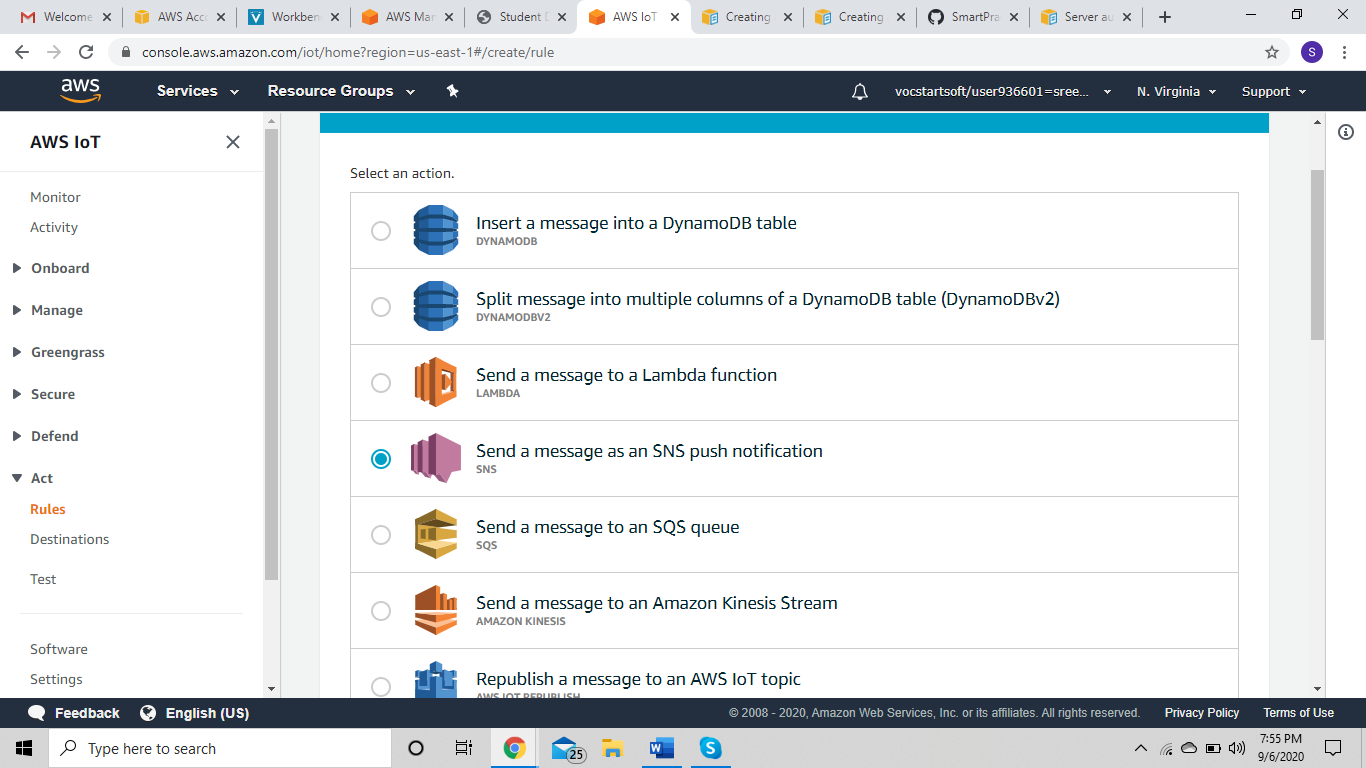 Welcome
AWS Acc
Workben
AWS Mar
Student D
AWS IoT
Creating
Creating
SmartPra
Server au
console.aws.amazon.com/iot/home?region=us-east-1#/create/rule
S
aws
Services
Resource Groups
vocstartsoft/user936601=sree...
N. Virginia
Support
AWS IoT
Monitor
Activity
Onboard
Manage
Greengrass
Secure
Defend
Act
Rules
Destinations
Test
Software
Settings
Select an action.
Insert a message into a DynamoDB table
DYNAMODB
Split message into multiple columns of a DynamoDB table (DynamoDBv2)
DYNAMODBV2
Send a message to a Lambda function
LAMBDA
Send a message as an SNS push notification
SNS
Send a message to an SQS queue
SQS
Send a message to an Amazon Kinesis Stream
AMAZON KINESIS
Republish a message to an AWS IoT topic
AWS IOT REPUBLISH
Feedback
English (US)
© 2008 - 2020, Amazon Web Services, Inc. or its affiliates. All rights reserved.
Privacy Policy
Terms of Use
Type here to search
25
7:55 PM
9/6/2020